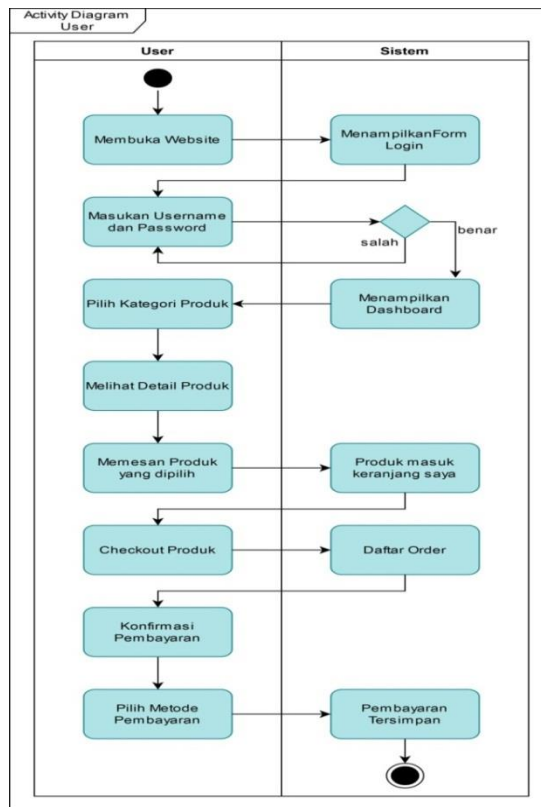 Activity Diagram
User
User
Sistem
Membuka Website
MenampilkanForm
Login
Masukan Username
dan Password
salah
benar
Pilih Kategori Produk
Menampilkan
Dashboard
Melihat Detail Produk
Memesan Produk
yang dipilih
Produk masuk
keranjang saya
Checkout Produk
Daftar Order
Konfirmasi
Pembayaran
Pilih Metode
Pembayaran
Pembayaran
Tersimpan